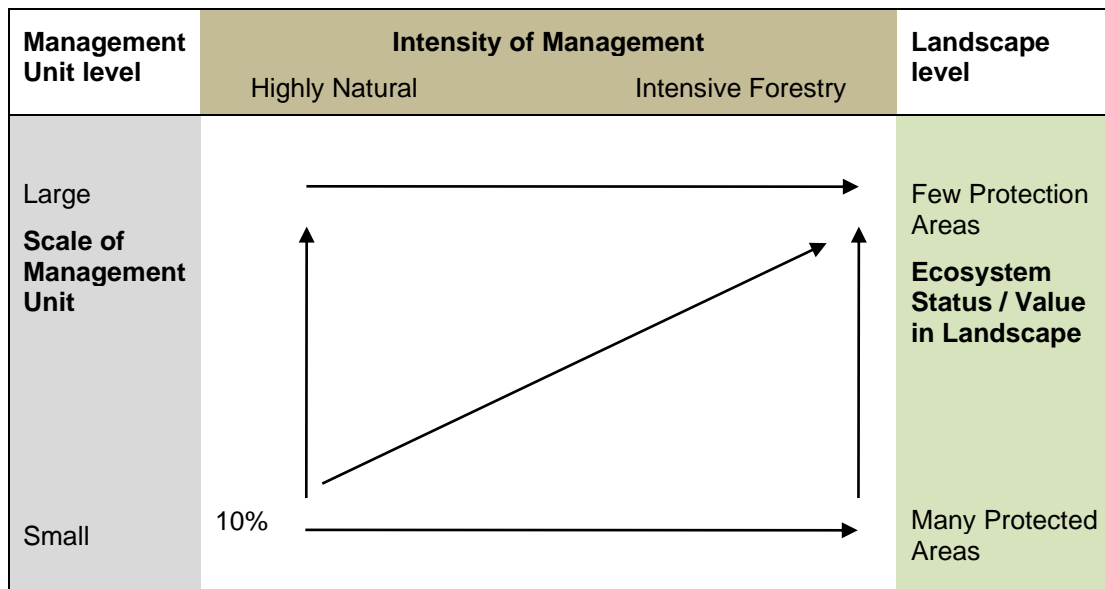 Management
Unit level
Intensity of Management
Highly Natural
Intensive Forestry
Landscape
level
Large
Scale of
Management
Unit
Small
10%
Few Protection
Areas
Ecosystem
Status / Value
in Landscape
Many Protected
Areas